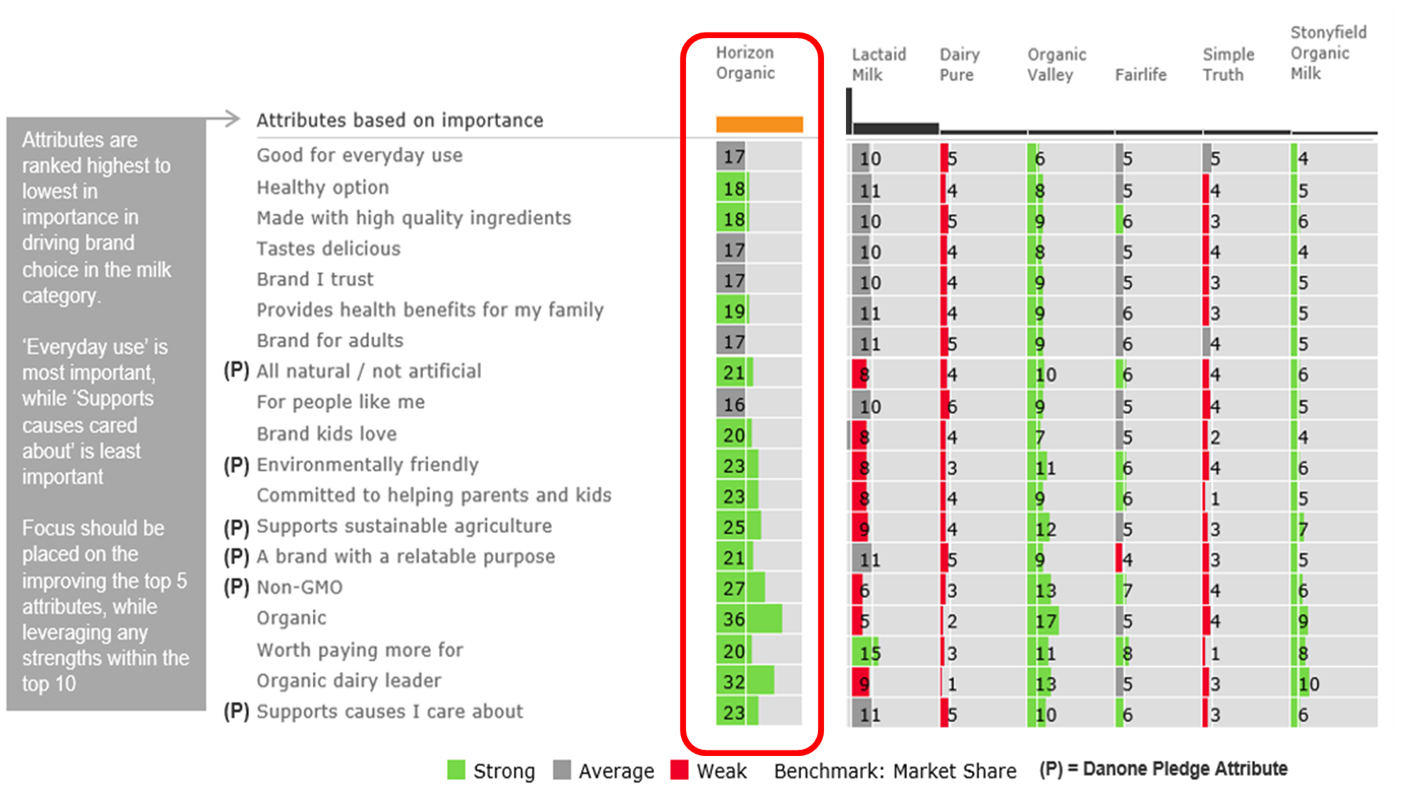 Horizon Organic
Lactaid Milk
Dairy Pure
Organic Valley
Fairlife
Simple Truth
Stonyfield Organic Milk
Attributes are
ranked highest to
lowest in
importance in
driving brand
choice in the milk
category.
‘Everyday use’ is
most important,
while ‘Supports
causes cared
about’ is least
important
Focus should be
placed on the
improving the top 5
attributes, while
leveraging any
strengths within the
top 10
Attributes based on importance
Good for everyday use 17 10 5 6 5 5 4
Healthy option 18 11 4 8 5 4 5
Made with high quality ingredients 18 10 5 9 6 3 6
Tastes delicious 17 10 4 8 5 4 4
Brand I trust 17 10 4 9 5 3 5
Provides health benefits for my family 19 11 4 9 6 3 5
Brand for adults 17 11 5 9 6 4 5
(P) All natural / not artificial 21 8 4 10 6 4 6
For people like me 16 10 6 9 5 4 5
Brand kids love 20 8 4 7 5 2 4
(P) Environmentally friendly 23 8 3 11 6 4 6
Committed to helping parents and kids 23 8 4 9 6 1 5
(P) Supports sustainable agriculture 25 9 4 12 5 3 7
(P) A brand with a relatable purpose 21 11 5 9 4 3 5
(P) Non-GMO 27 6 3 13 7 4 6
Organic 36 5 2 17 5 4 9
Worth paying more for 20 15 3 11 8 1 8
Organic dairy leader 32 9 1 13 5 3 10
(P) Supports causes I care about 23 11 5 10 6 3 6
Strong Average Weak Benchmark: Market Share (P) = Danone Pledge Attribute